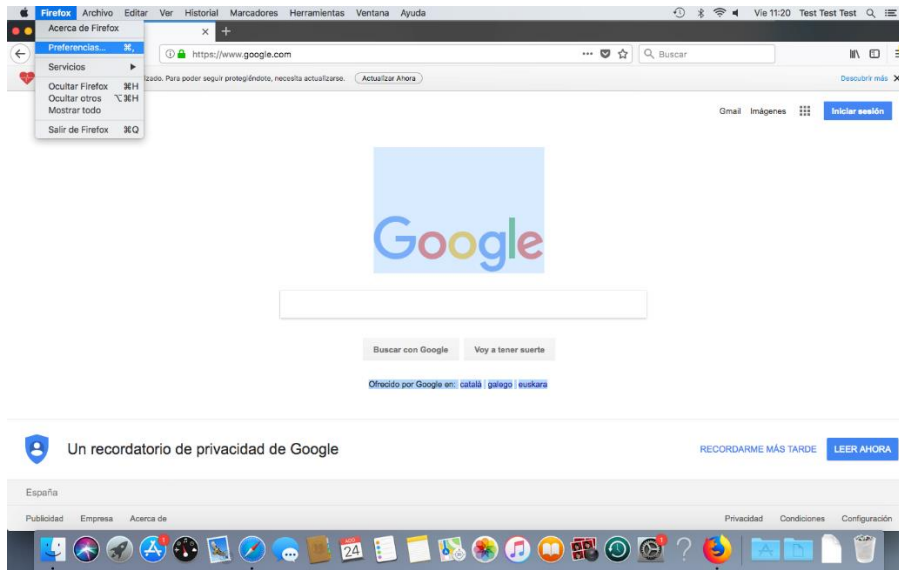 Firefox Archivo Editar Ver Historial Marcadores Herramientas Ventana Ayuda Vie 11:20 Test Test Test
Acerca de Firefox
Preferencias... ⌘,
Servicios
Ocultar Firefox ⌘H
Ocultar otros ⌥⌘H
Mostrar todo
Salir de Firefox ⌘Q
https://www.google.com
Buscar
izado. Para poder seguir protegiéndote, necesita actualizarse. Actualizar Ahora Descubrir más
Gmail Imágenes Iniciar sesión
Google
Buscar con Google Voy a tener suerte
Ofrecido por Google en: català galego euskara
Un recordatorio de privacidad de Google RECORDARME MÁS TARDE LEER AHORA
España
Publicidad Empresa Acerca de Privacidad Condiciones Configuración
24